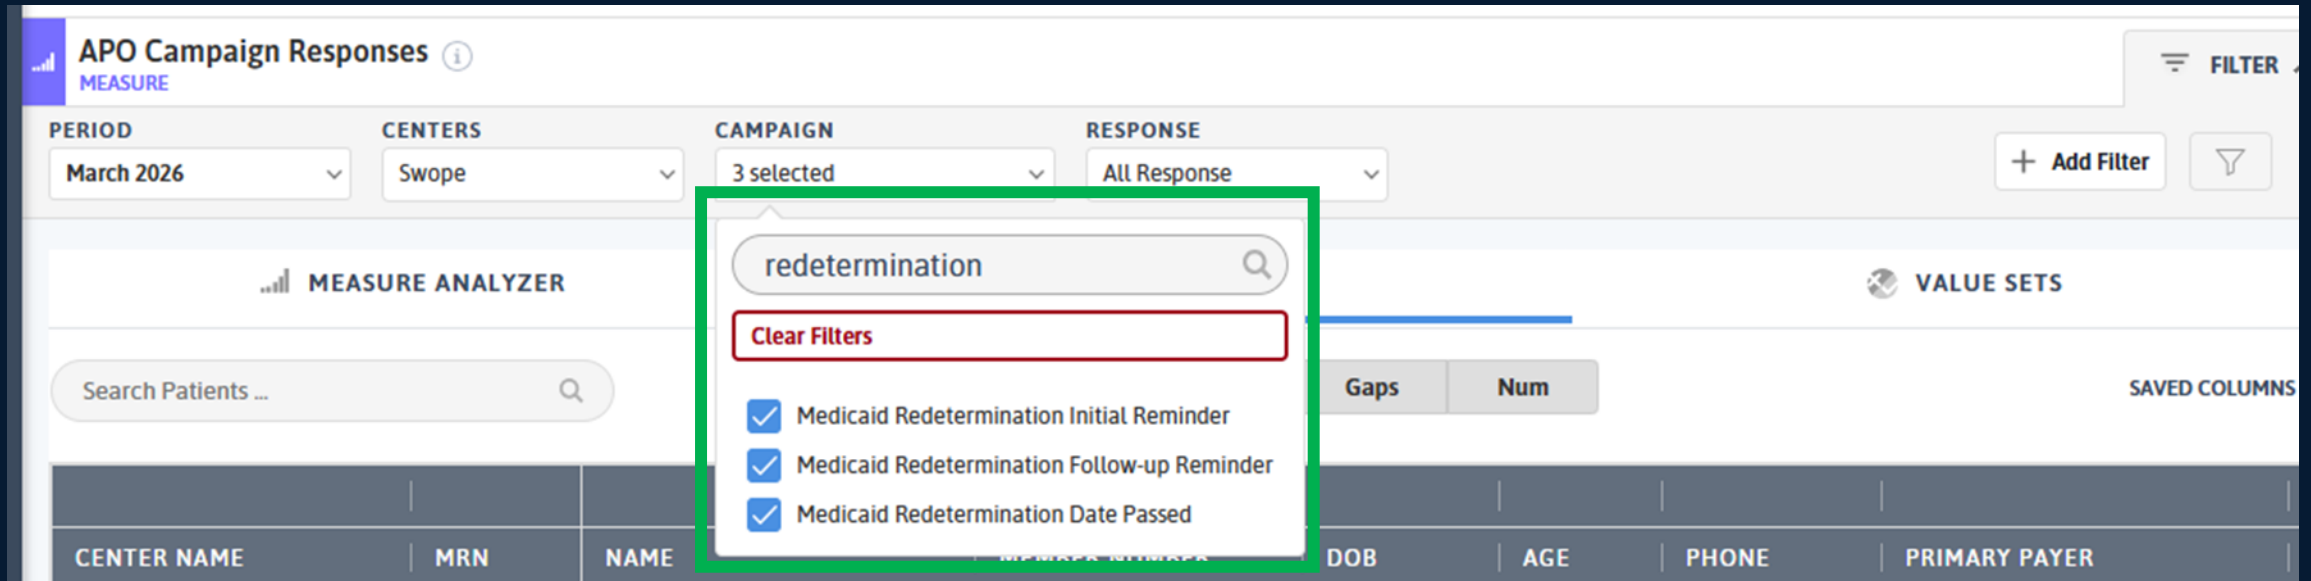 APO Campaign Responses
MEASURE
FILTER
PERIOD
CENTERS
CAMPAIGN
RESPONSE
March 2026
Swope
3 selected
All Response
+ Add Filter
redetermination
Clear Filters
Medicaid Redetermination Initial Reminder
Medicaid Redetermination Follow-up Reminder
Medicaid Redetermination Date Passed
MEASURE ANALYZER
VALUE SETS
Search Patients ...
Gaps
Num
SAVED COLUMNS
CENTER NAME
MRN
NAME
MEMBER NUMBER
DOB
AGE
PHONE
PRIMARY PAYER